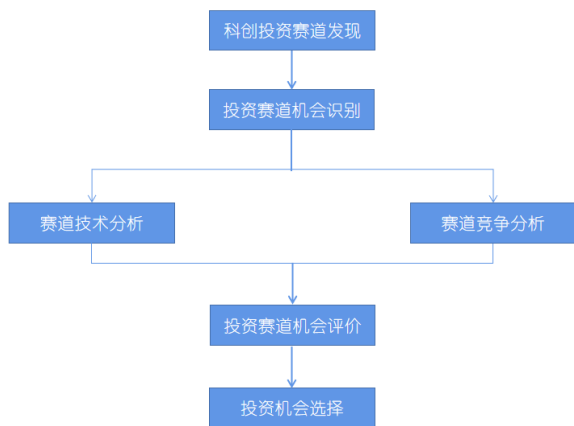 科创投资赛道发现
投资赛道机会识别
赛道技术分析
赛道竞争分析
投资赛道机会评价
投资机会选择